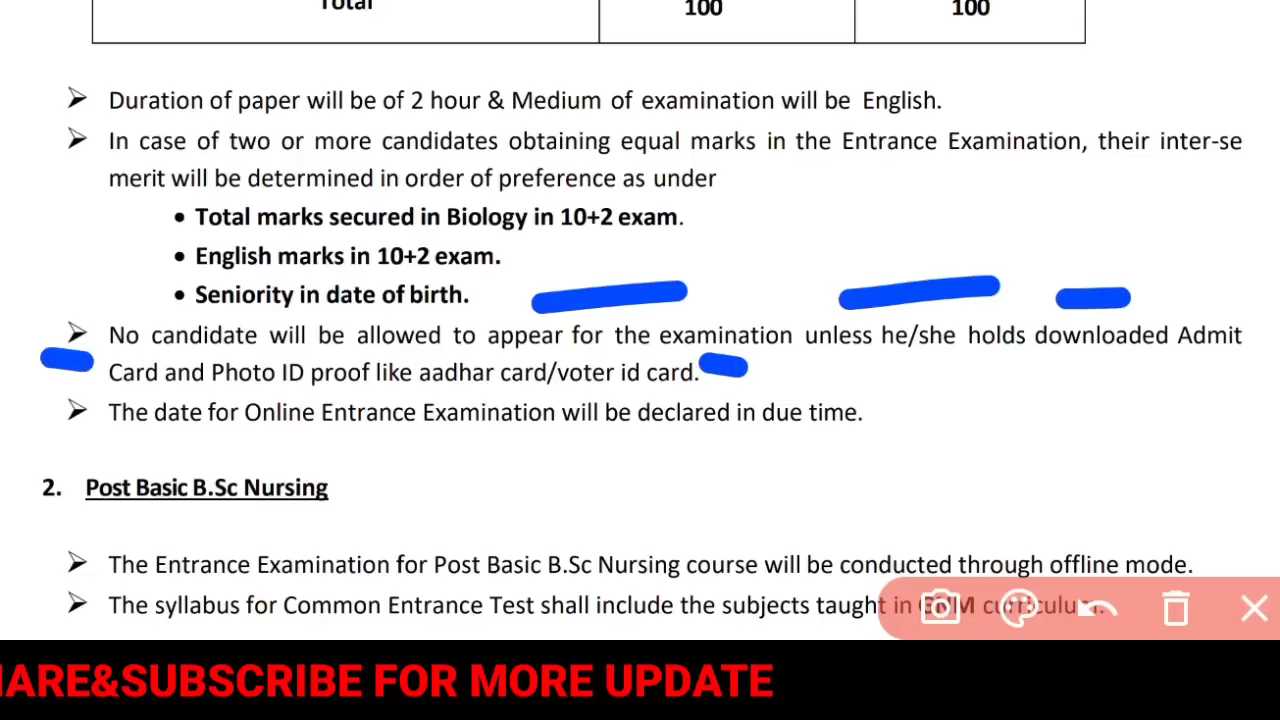 Total 100 100
➢ Duration of paper will be of 2 hour & Medium of examination will be English.
➢ In case of two or more candidates obtaining equal marks in the Entrance Examination, their inter-se
merit will be determined in order of preference as under
• Total marks secured in Biology in 10+2 exam.
• English marks in 10+2 exam.
• Seniority in date of birth.
➢ No candidate will be allowed to appear for the examination unless he/she holds downloaded Admit
Card and Photo ID proof like aadhar card/voter id card.
➢ The date for Online Entrance Examination will be declared in due time.
2. Post Basic B.Sc Nursing
➢ The Entrance Examination for Post Basic B.Sc Nursing course will be conducted through offline mode.
➢ The syllabus for Common Entrance Test shall include the subjects taught in GNM curriculum.
HARE&SUBSCRIBE FOR MORE UPDATE